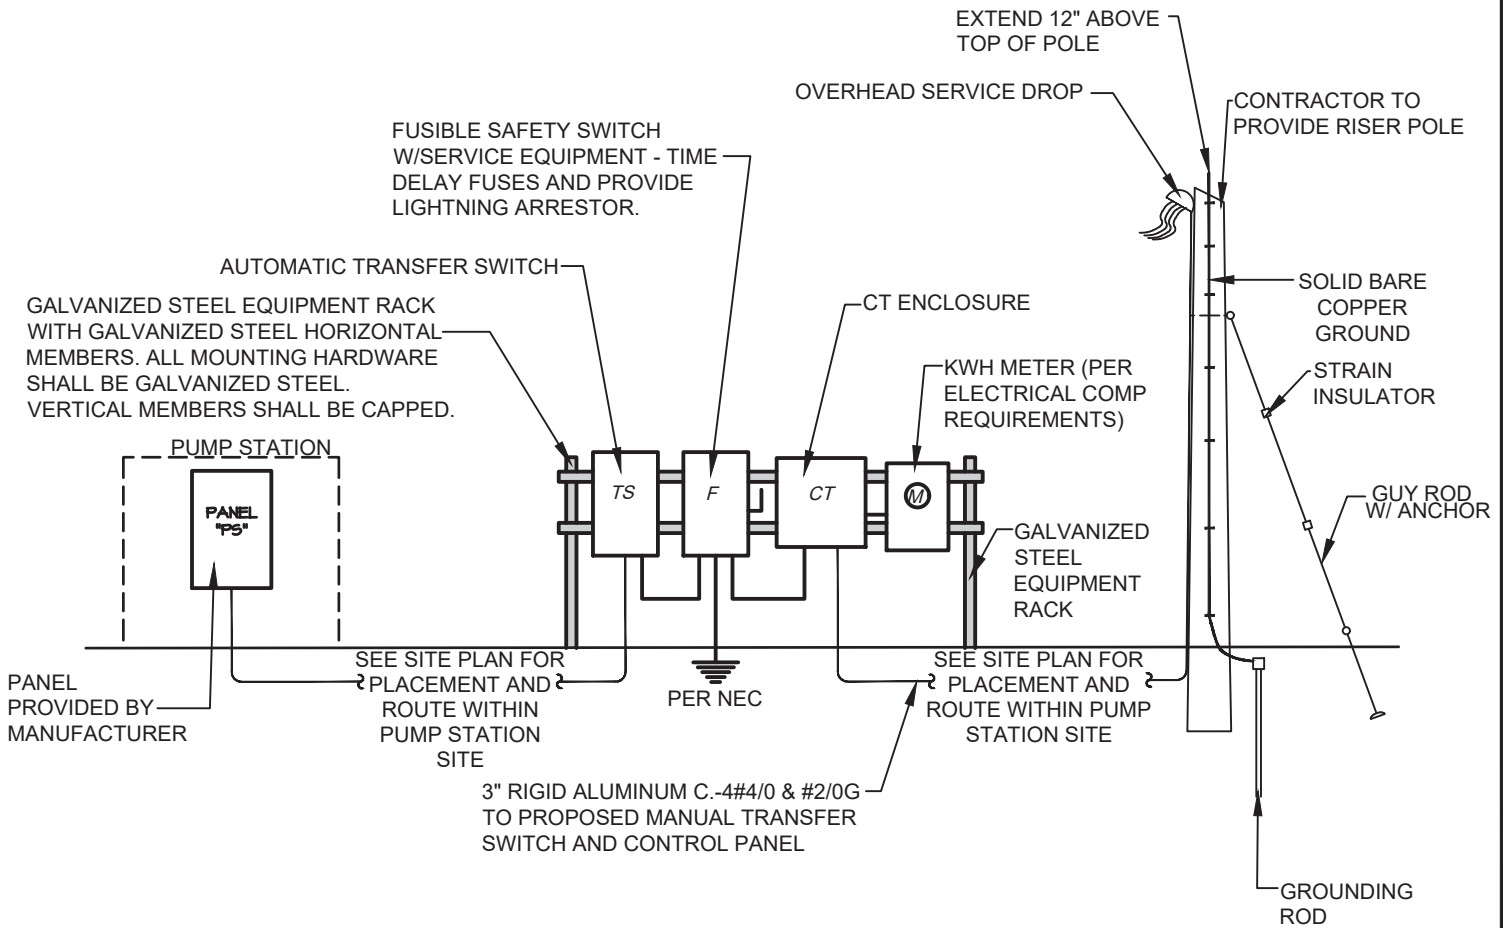 EXTEND 12" ABOVE
TOP OF POLE
OVERHEAD SERVICE DROP
CONTRACTOR TO
PROVIDE RISER POLE
FUSIBLE SAFETY SWITCH
W/SERVICE EQUIPMENT - TIME
DELAY FUSES AND PROVIDE
LIGHTNING ARRESTOR.
AUTOMATIC TRANSFER SWITCH
GALVANIZED STEEL EQUIPMENT RACK
WITH GALVANIZED STEEL HORIZONTAL
MEMBERS. ALL MOUNTING HARDWARE
SHALL BE GALVANIZED STEEL.
VERTICAL MEMBERS SHALL BE CAPPED.
CT ENCLOSURE
SOLID BARE
COPPER
GROUND
KWH METER (PER
ELECTRICAL COMP
REQUIREMENTS)
STRAIN
INSULATOR
PUMP STATION
PANEL
"PS"
TS
F
CT
M
GUY ROD
W/ ANCHOR
GALVANIZED
STEEL
EQUIPMENT
RACK
PANEL
PROVIDED BY
MANUFACTURER
SEE SITE PLAN FOR
PLACEMENT AND
ROUTE WITHIN
PUMP STATION
SITE
PER NEC
SEE SITE PLAN FOR
PLACEMENT AND
ROUTE WITHIN PUMP
STATION SITE
3" RIGID ALUMINUM C.-4#4/0 & #2/0G
TO PROPOSED MANUAL TRANSFER
SWITCH AND CONTROL PANEL
GROUNDING
ROD